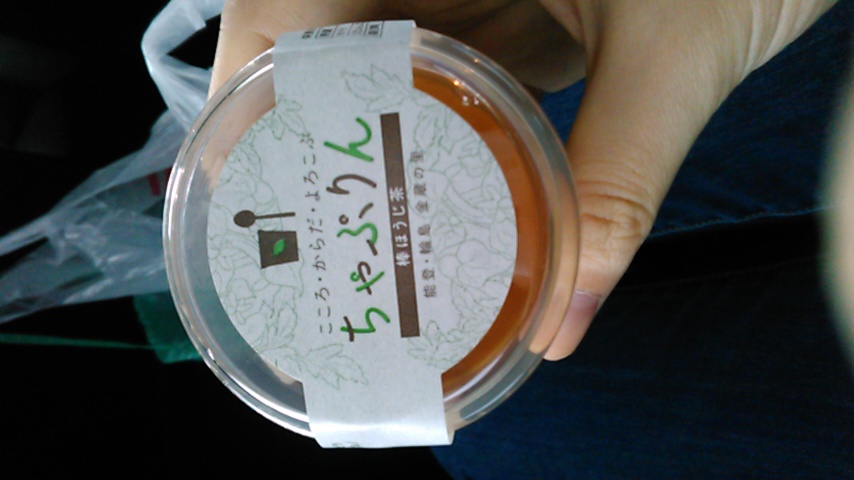 こころ・からだ・よろこぶ
ちゃぷりん
棒ほうじ茶
能登・輪島 金蔵の里